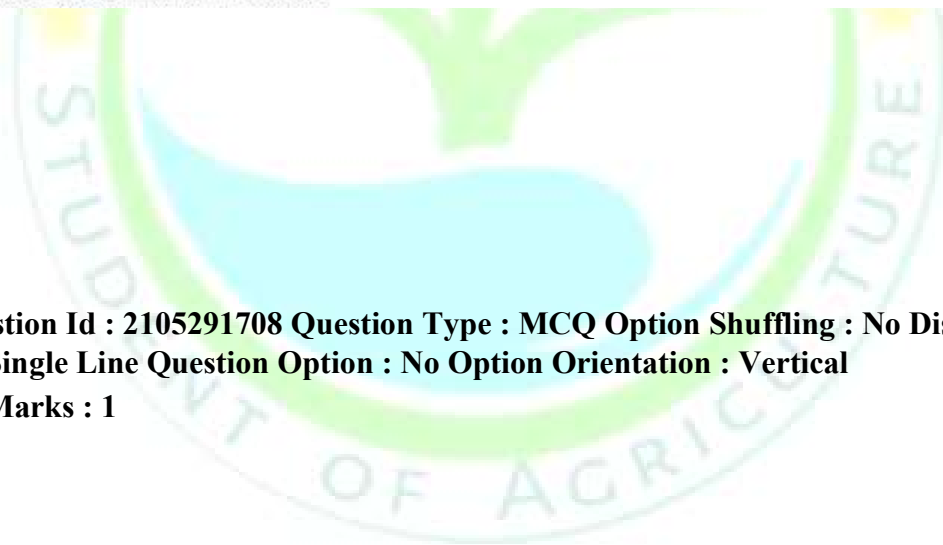 STUDENT OF AGRICULTURE
stion Id : 2105291708 Question Type : MCQ Option Shuffling : No Dis
Single Line Question Option : No Option Orientation : Vertical
Marks : 1